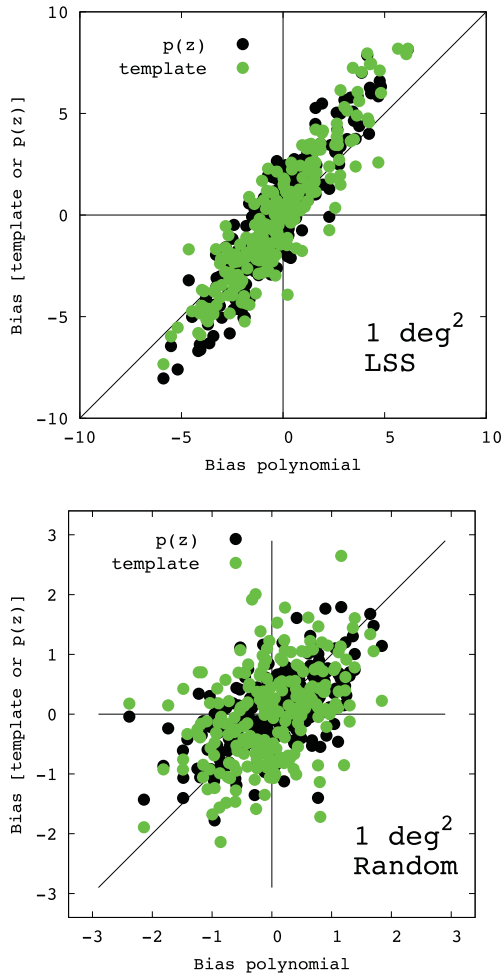 10
p(z)
template
5
Bias [template or p(z)]
0
-5
1 deg²
LSS
-10
-10 -5 0 5 10
Bias polynomial
3
p(z)
template
2
1
Bias [template or p(z)]
0
-1
-2
1 deg²
Random
-3
-3 -2 -1 0 1 2 3
Bias polynomial